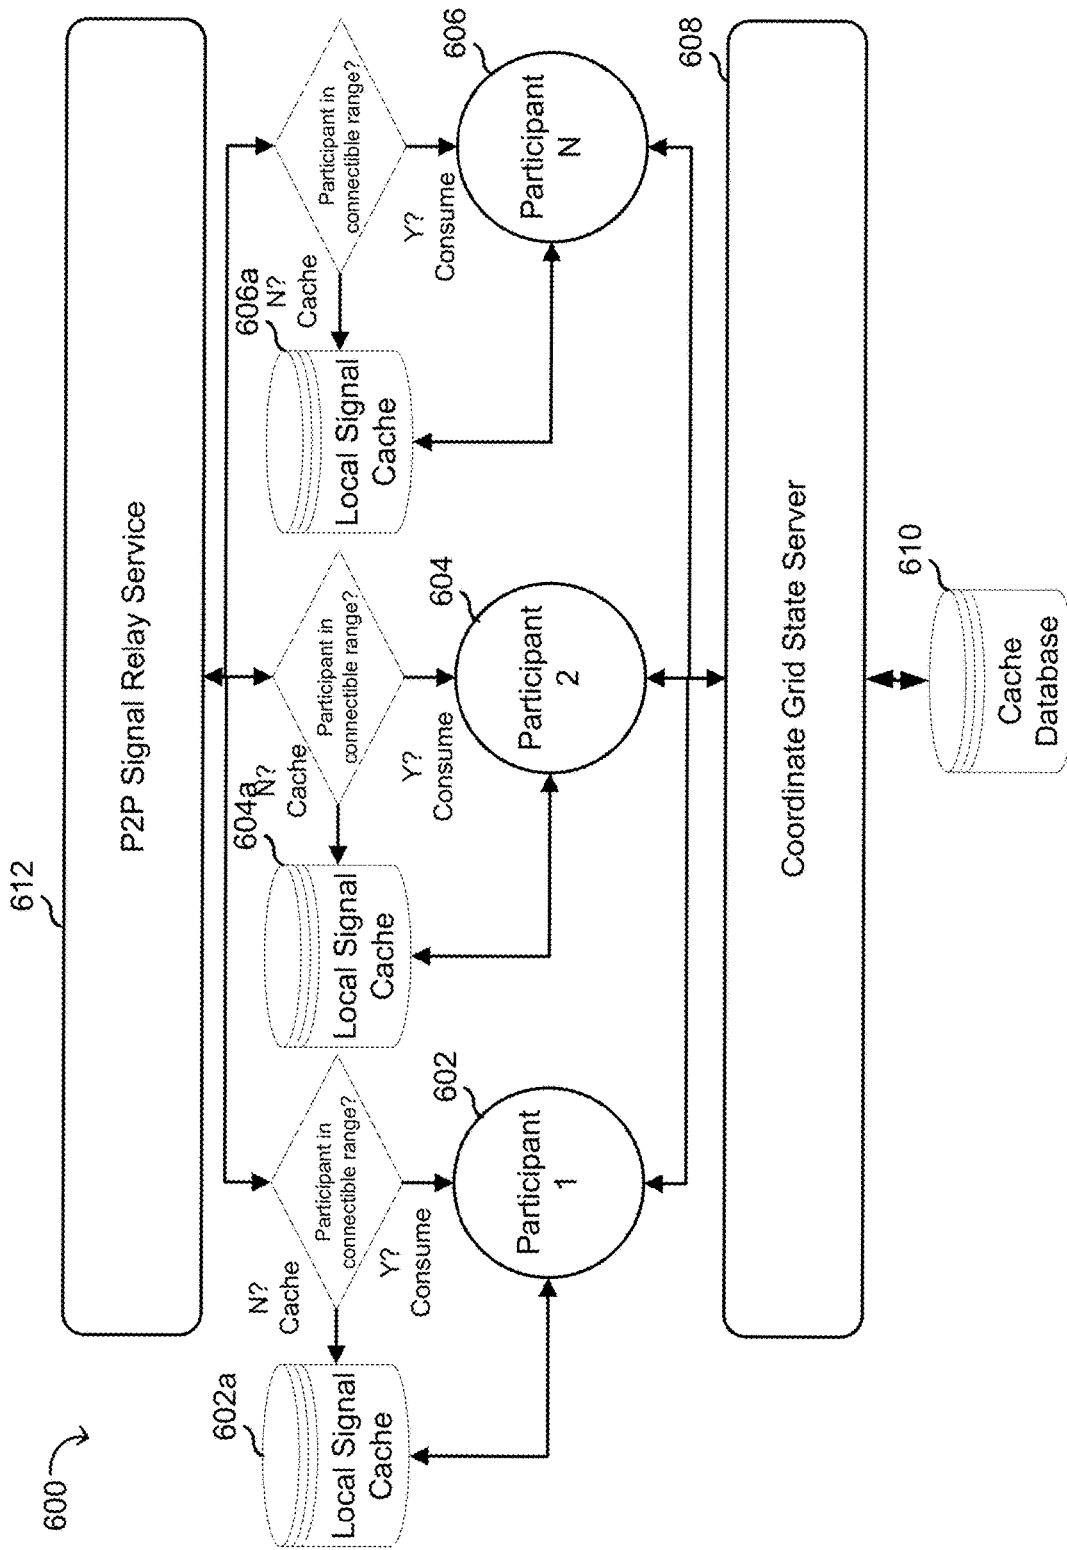 600
612
P2P Signal Relay Service
602a
Local Signal
Cache
N?
Cache
Participant in
connectible range?
Y?
Consume
602
Participant
1
604a
Local Signal
Cache
N?
Cache
Participant in
connectible range?
Y?
Consume
604
Participant
2
606a
Local Signal
Cache
N?
Cache
Participant in
connectible range?
Y?
Consume
606
Participant
N
608
Coordinate Grid State Server
610
Cache
Database